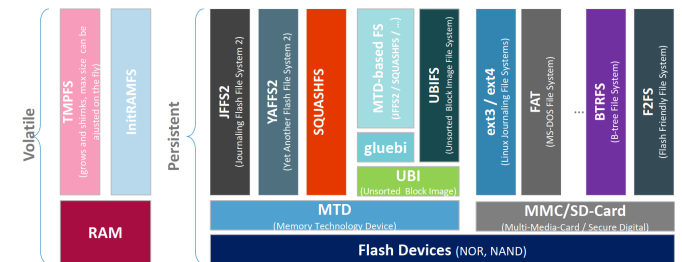 Volatile
TMPFS
(grows and shirnks, max size can be
ajusted on the fly)
InitRAMFS
RAM
Persistent
JFFS2
(Journaling Flash File System 2)
YAFFS2
(Yet Another Flash File System 2)
SQUASHFS
MTD-based FS
(JFFS2 / SQUASHFS / ...)
gluebi
UBIFS
(Unsorted Block Image File System)
UBI
(Unsorted Block Image)
MTD
(Memory Technology Device)
ext3 / ext4
(Linux Journaling File Systems)
FAT
(MS-DOS File System)
...
BTRFS
(B-tree File System)
F2FS
(Flash Friendly File System)
MMC/SD-Card
(Multi-Media-Card / Secure Digital)
Flash Devices (NOR, NAND)